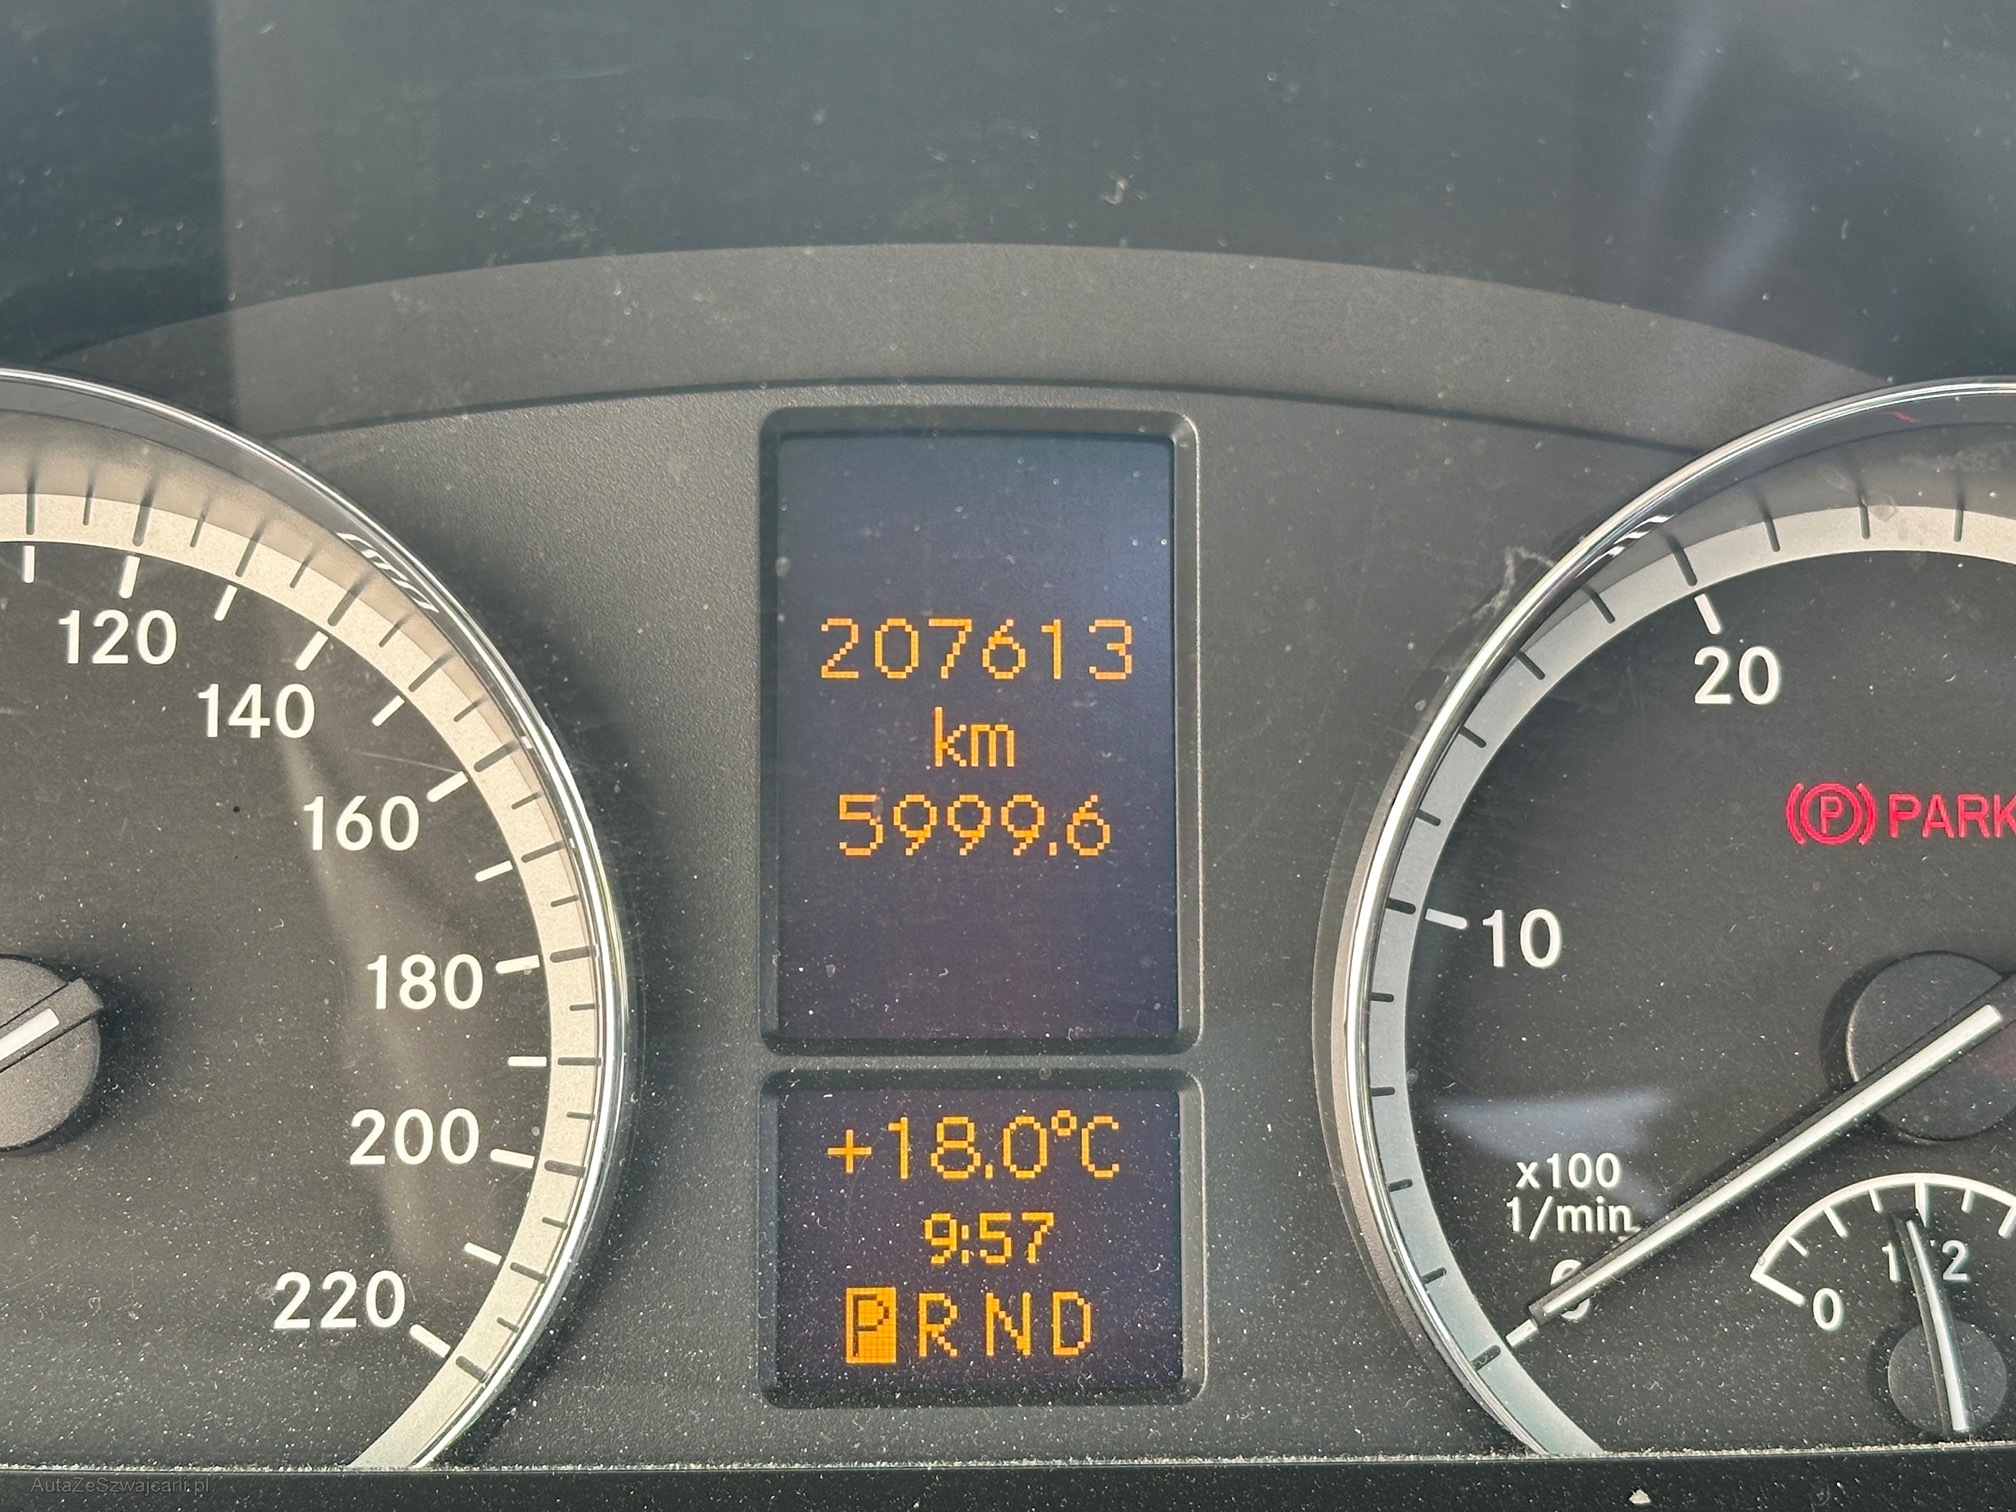 120
140
160
180
200
220
207613
km
5999.6
+18.0°C
9:57
P R N D
20
10
x100
1/min
0
0
1/2
(P) PARK
AutaZeSzwajcarii.pl